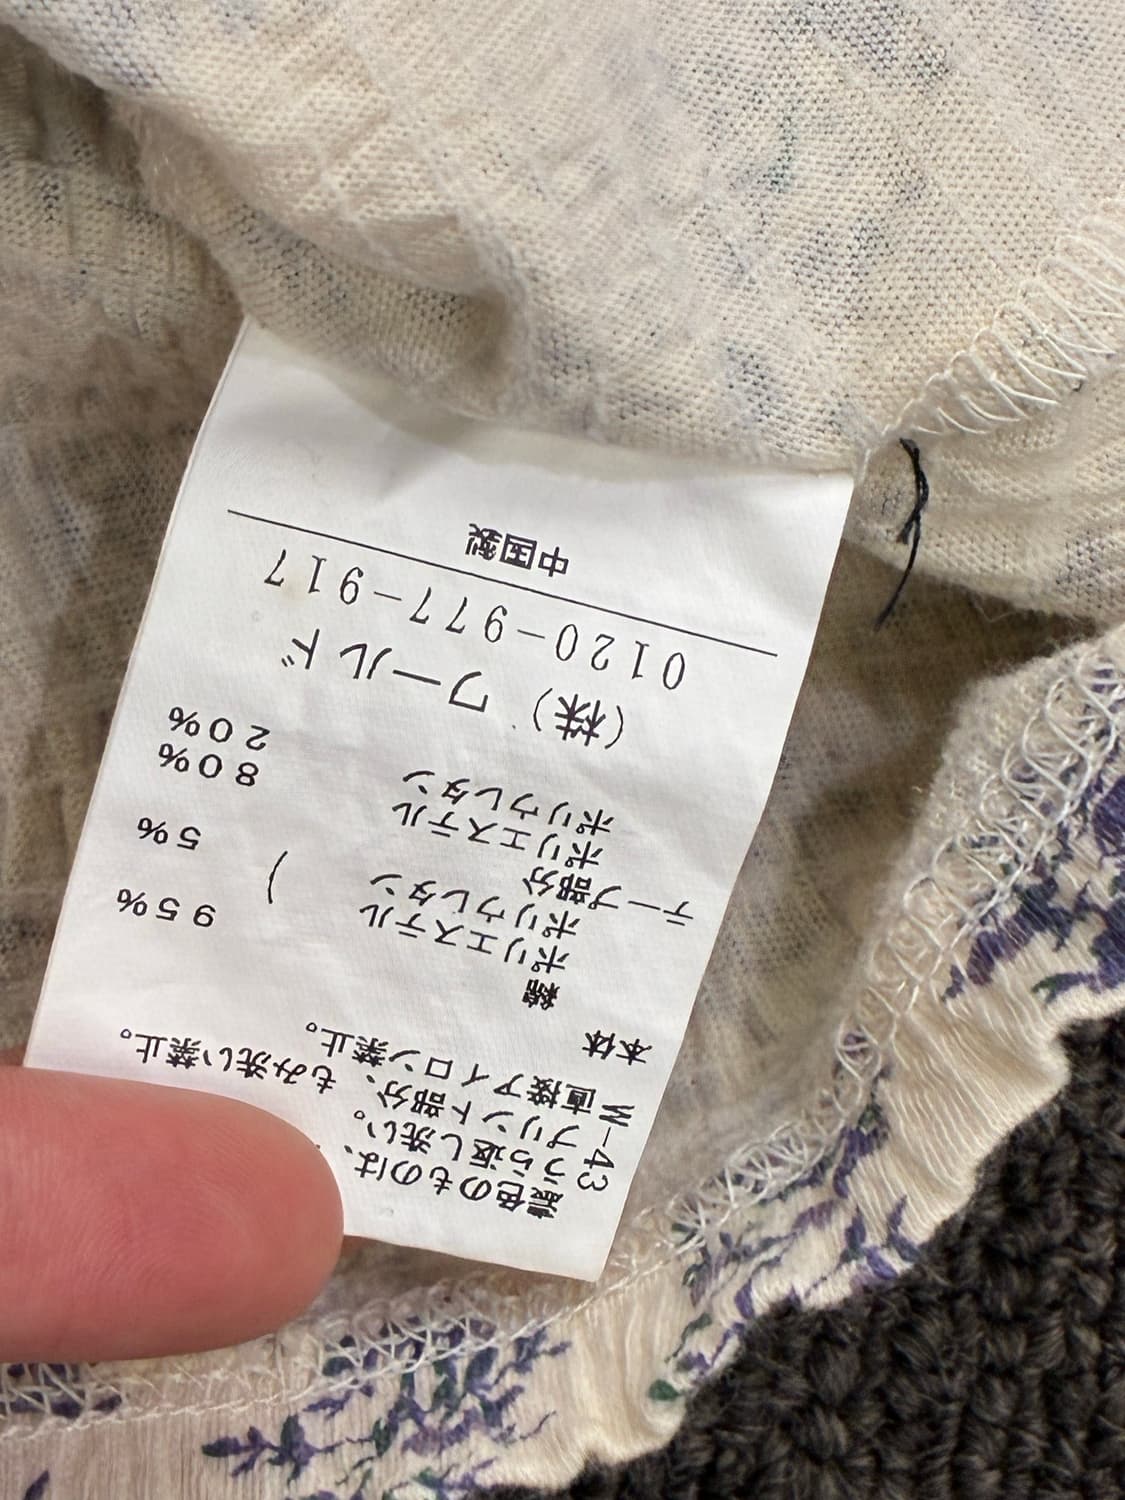 濃色のものは、
うら返し洗い。
プリント部分、もみ洗い禁止。
直接アイロン禁止。
W-43
本体
綿
ポリエステル ) 95%
ポリウレタン 5%
テープ部分
ポリエステル 80%
ポリウレタン 20%
(株) ワールド
0120-977-917
中国製